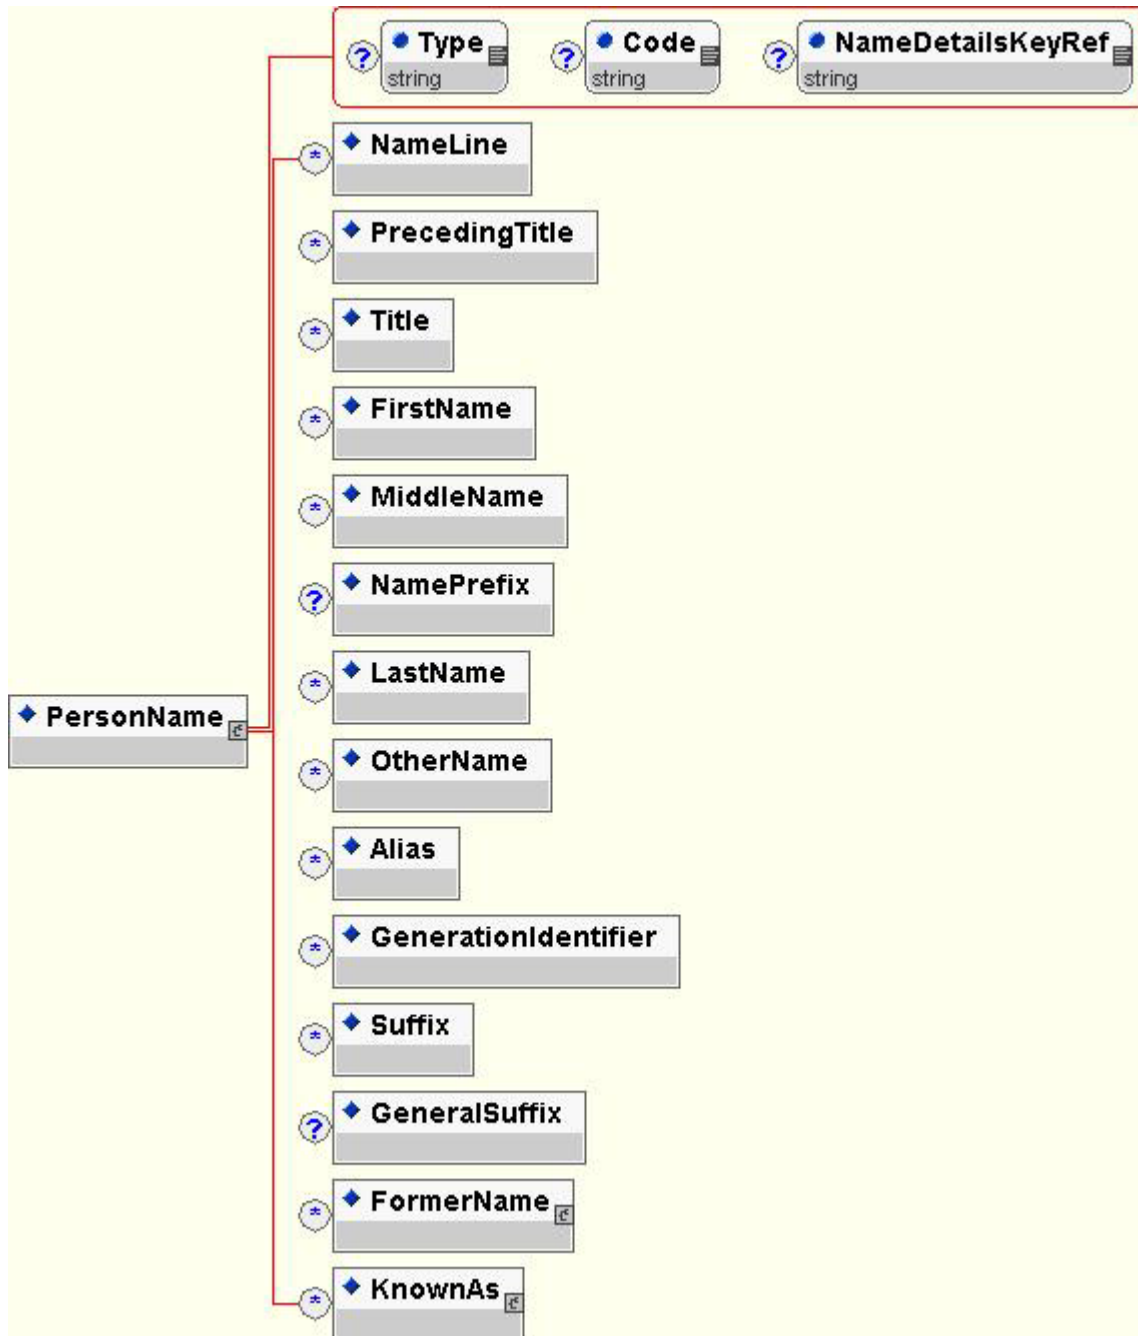 ? Type ? Code ? NameDetailsKeyRef
string string string
* NameLine
* PrecedingTitle
* Title
* FirstName
* MiddleName
? NamePrefix
* LastName
PersonName
* OtherName
* Alias
* GenerationIdentifier
* Suffix
? GeneralSuffix
* FormerName
* KnownAs